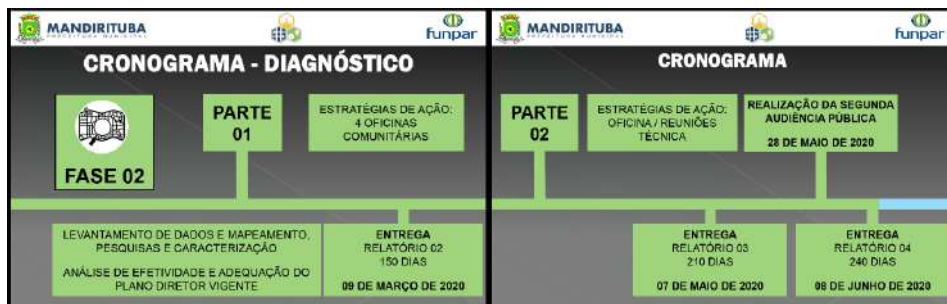 MANDIRITUBA
PREFEITURA MUNICIPAL
funpar
CRONOGRAMA - DIAGNÓSTICO
FASE 02
PARTE
01
ESTRATÉGIAS DE AÇÃO:
4 OFICINAS
COMUNITÁRIAS
LEVANTAMENTO DE DADOS E MAPEAMENTO,
PESQUISAS E CARACTERIZAÇÃO
ANÁLISE DE EFETIVIDADE E ADEQUAÇÃO DO
PLANO DIRETOR VIGENTE
ENTREGA
RELATÓRIO 02
150 DIAS
09 DE MARÇO DE 2020
MANDIRITUBA
PREFEITURA MUNICIPAL
funpar
CRONOGRAMA
PARTE
02
ESTRATÉGIAS DE AÇÃO:
OFICINA / REUNIÕES
TÉCNICA
REALIZAÇÃO DA SEGUNDA
AUDIÊNCIA PÚBLICA
28 DE MAIO DE 2020
ENTREGA
RELATÓRIO 03
210 DIAS
07 DE MAIO DE 2020
ENTREGA
RELATÓRIO 04
240 DIAS
08 DE JUNHO DE 2020